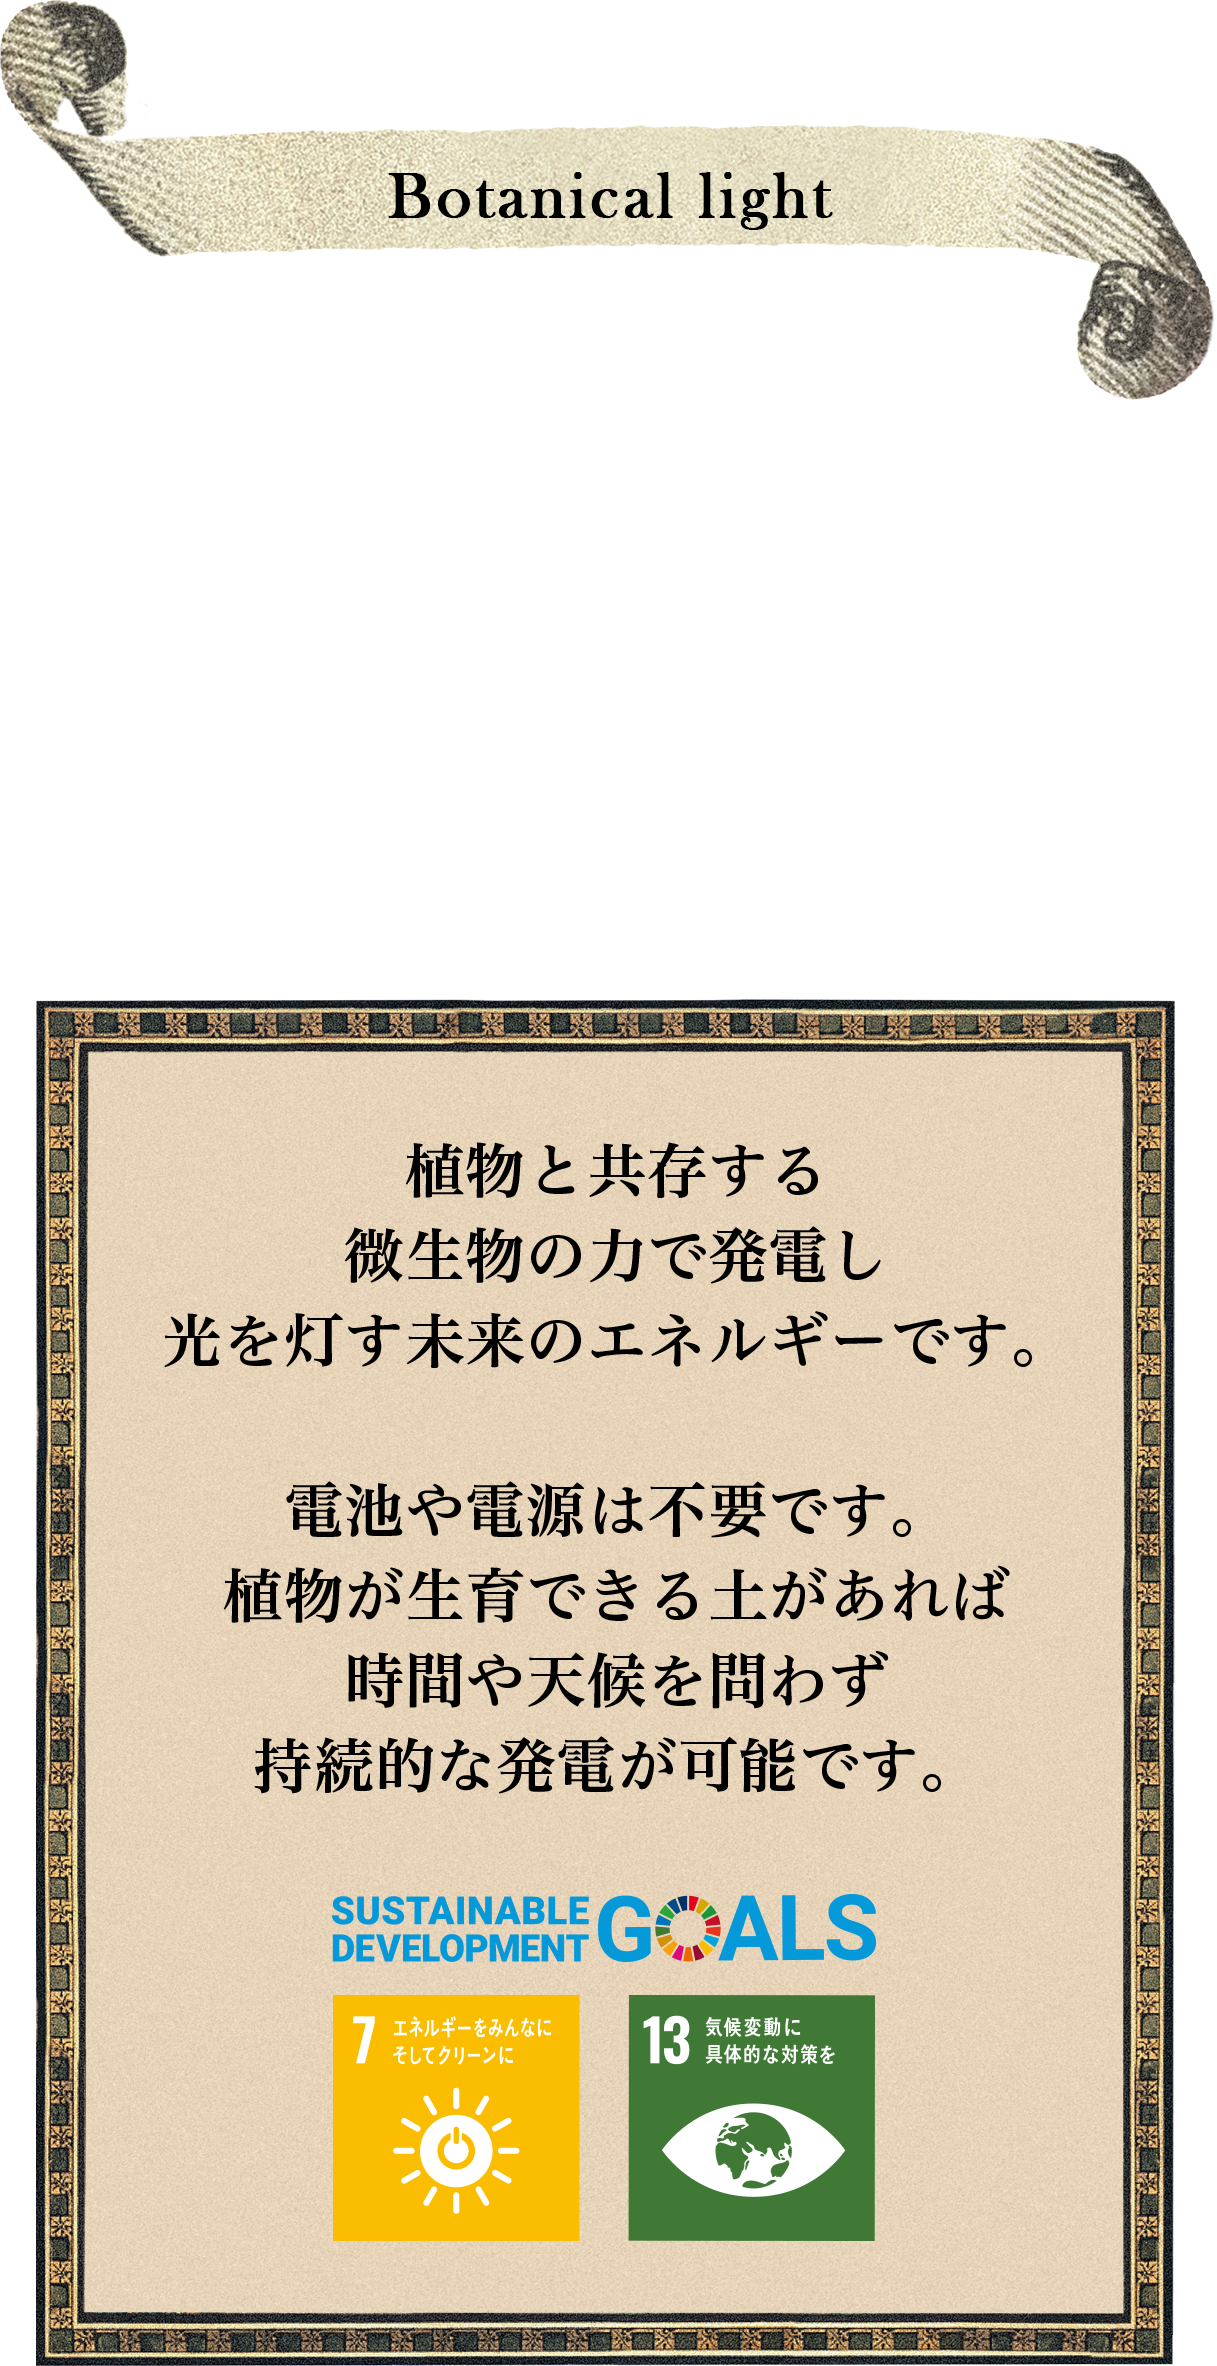 Botanical light
植物と共存する
微生物の力で発電し
光を灯す未来のエネルギーです。
電池や電源は不要です。
植物が生育できる土があれば
時間や天候を問わず
持続的な発電が可能です。
SUSTAINABLE
DEVELOPMENT
GOALS
7 エネルギーをみんなに
そしてクリーンに
13 気候変動に
具体的な対策を